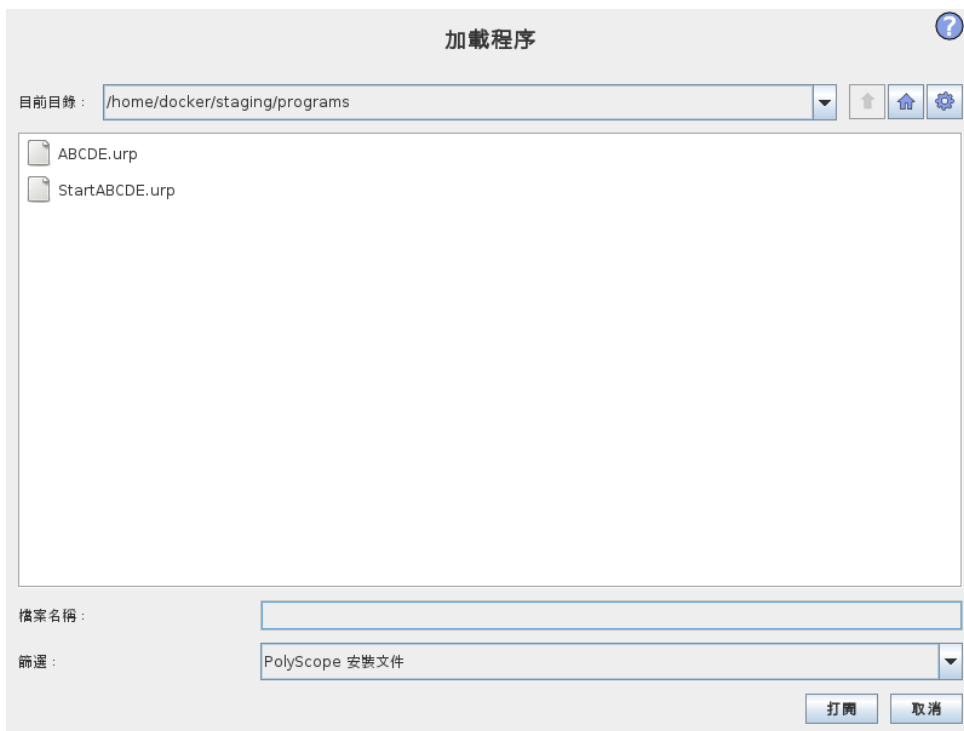 加載程序
?
目前目錄：
/home/docker/staging/programs
ABCDE.urp
StartABCDE.urp
檔案名稱：
篩選：
PolyScope 安裝文件
打開
取消